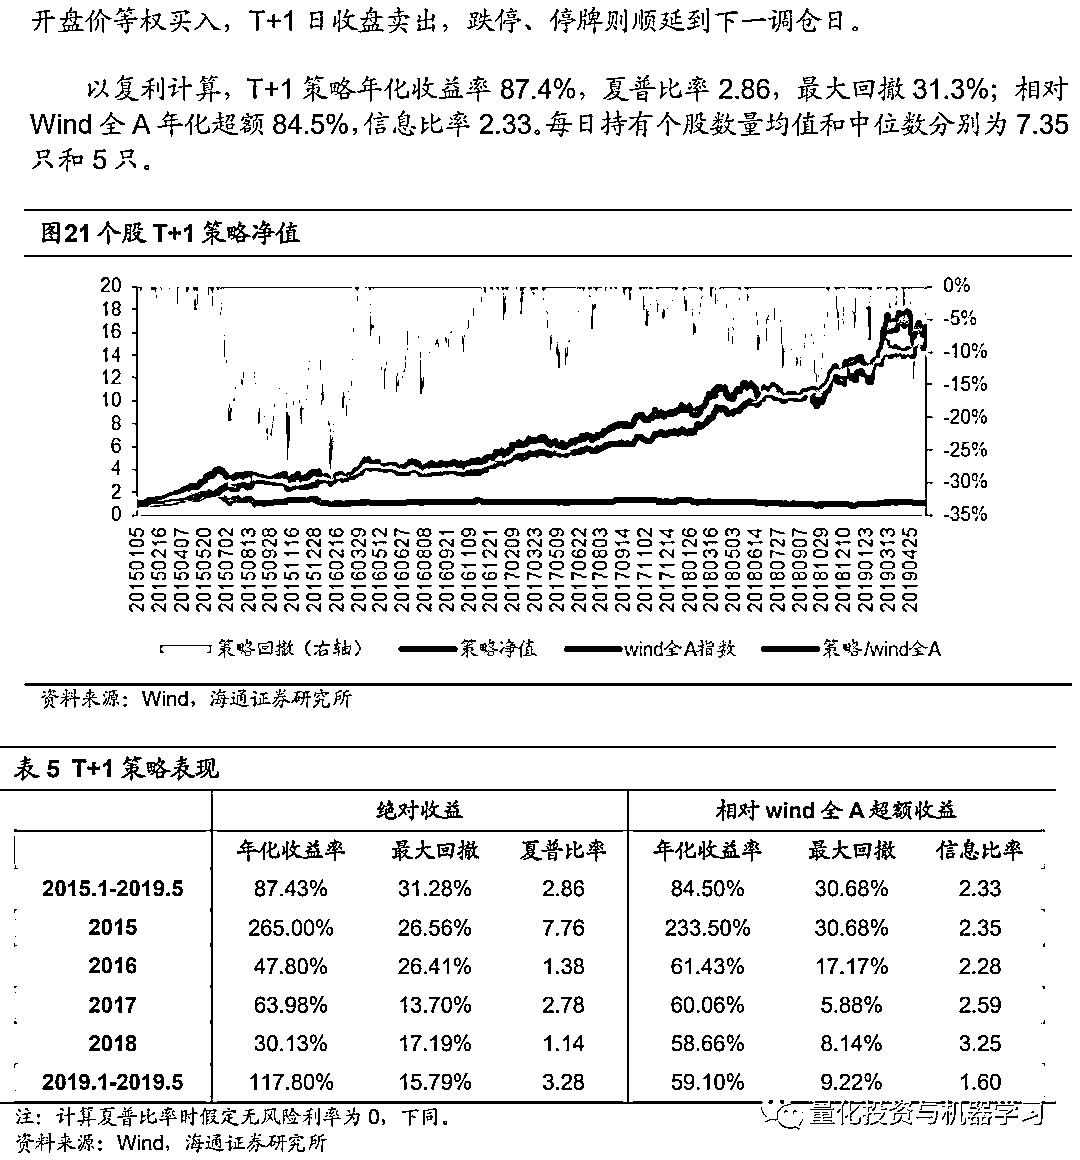 开盘价等权买入，T+1 日收盘卖出，跌停、停牌则顺延到下一调仓日。
以复利计算，T+1 策略年化收益率 87.4%，夏普比率 2.86，最大回撤 31.3%；相对
Wind 全 A 年化超额 84.5%，信息比率 2.33。每日持有个股数量均值和中位数分别为 7.35
只和 5 只。
图21 个股 T+1 策略净值
20 0%
18 -5%
16
14 -10%
12 -15%
10
8 -20%
6 -25%
4
2 -30%
0 -35%
20150105 20150216 20150407 20150520 20150702 20150813 20150928 20151116 20151228 20160216 20160329 20160512 20160627 20160808 20160921 20161109 20161221 20170209 20170323 20170509 20170622 20170803 20170914 20171102 20171214 20180126 20180316 20180503 20180614 20180727 20180907 20181029 20181210 20190123 20190313 20190425
策略回撤（右轴） 策略净值 wind全A指数 策略/wind全A
资料来源：Wind，海通证券研究所
表 5 T+1 策略表现
绝对收益 相对 wind 全 A 超额收益
年化收益率 最大回撤 夏普比率 年化收益率 最大回撤 信息比率
2015.1-2019.5 87.43% 31.28% 2.86 84.50% 30.68% 2.33
2015 265.00% 26.56% 7.76 233.50% 30.68% 2.35
2016 47.80% 26.41% 1.38 61.43% 17.17% 2.28
2017 63.98% 13.70% 2.78 60.06% 5.88% 2.59
2018 30.13% 17.19% 1.14 58.66% 8.14% 3.25
2019.1-2019.5 117.80% 15.79% 3.28 59.10% 9.22% 1.60
注：计算夏普比率时假定无风险利率为 0，下同。
量化投资与机器学习
资料来源：Wind，海通证券研究所